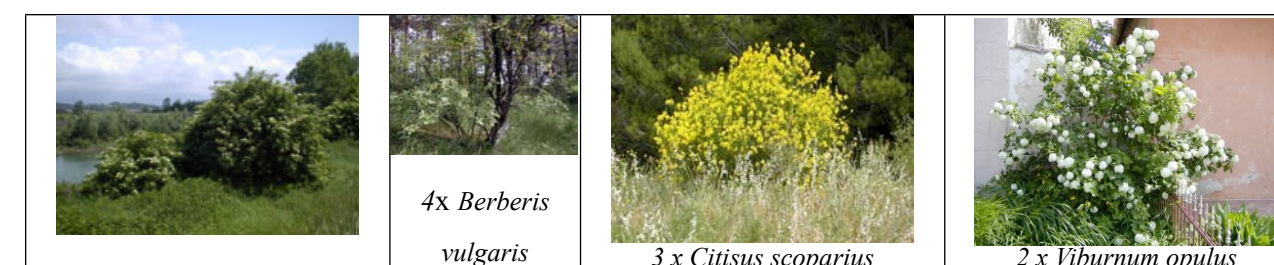 4x Berberis
vulgaris
3 x Citisus scoparius
2 x Viburnum opulus